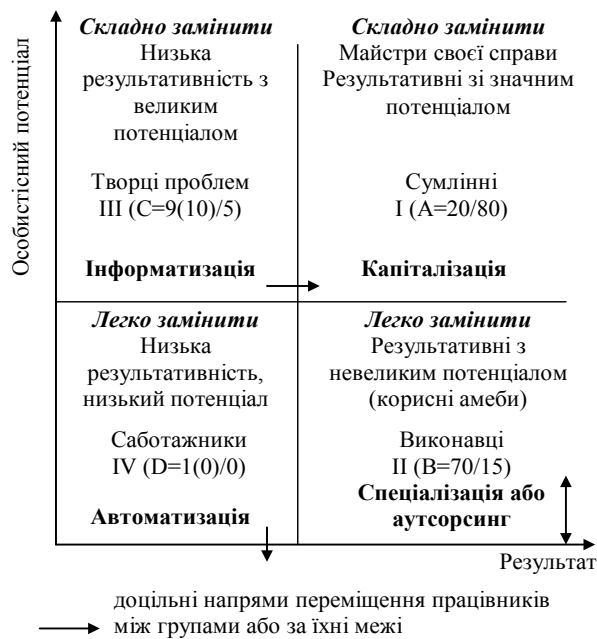 Особистісний потенціал
Складно замінити
Низька
результативність з
великим
потенціалом
Творці проблем
III (C=9(10)/5)
Інформатизація
Складно замінити
Майстри своєї справи
Результативні зі значним
потенціалом
Сумлінні
I (A=20/80)
Капіталізація
Легко замінити
Низька
результативність,
низький потенціал
Саботажники
IV (D=1(0)/0)
Автоматизація
Легко замінити
Результативні з
невеликим потенціалом
(корисні амеби)
Виконавці
II (B=70/15)
Спеціалізація або
аутсорсинг
Результат
доцільні напрями переміщення працівників
між групами або за їхні межі